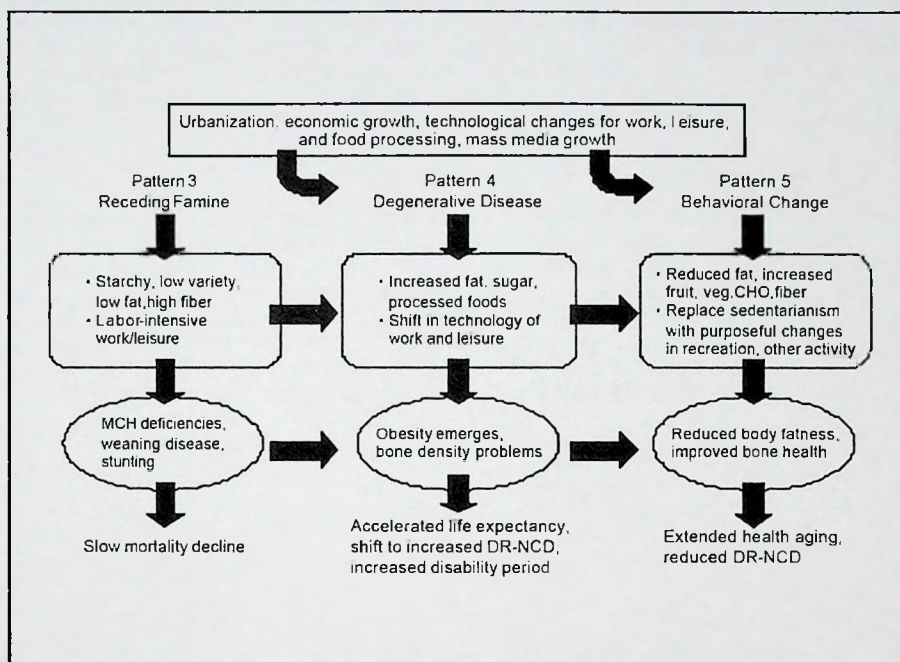 Urbanization, economic growth, technological changes for work, leisure,
and food processing, mass media growth
Pattern 3
Receding Famine
Pattern 4
Degenerative Disease
Pattern 5
Behavioral Change
· Starchy, low variety,
low fat,high fiber
· Labor-intensive
work/leisure
· Increased fat, sugar,
processed foods
· Shift in technology of
work and leisure
· Reduced fat, increased
fruit, veg.CHO,fiber
· Replace sedentarianism
with purposeful changes
in recreation, other activity
MCH deficiencies,
weaning disease,
stunting
Obesity emerges,
bone density problems
Reduced body fatness,
improved bone health
Slow mortality decline
Accelerated life expectancy,
shift to increased DR-NCD,
increased disability period
Extended health aging,
reduced DR-NCD